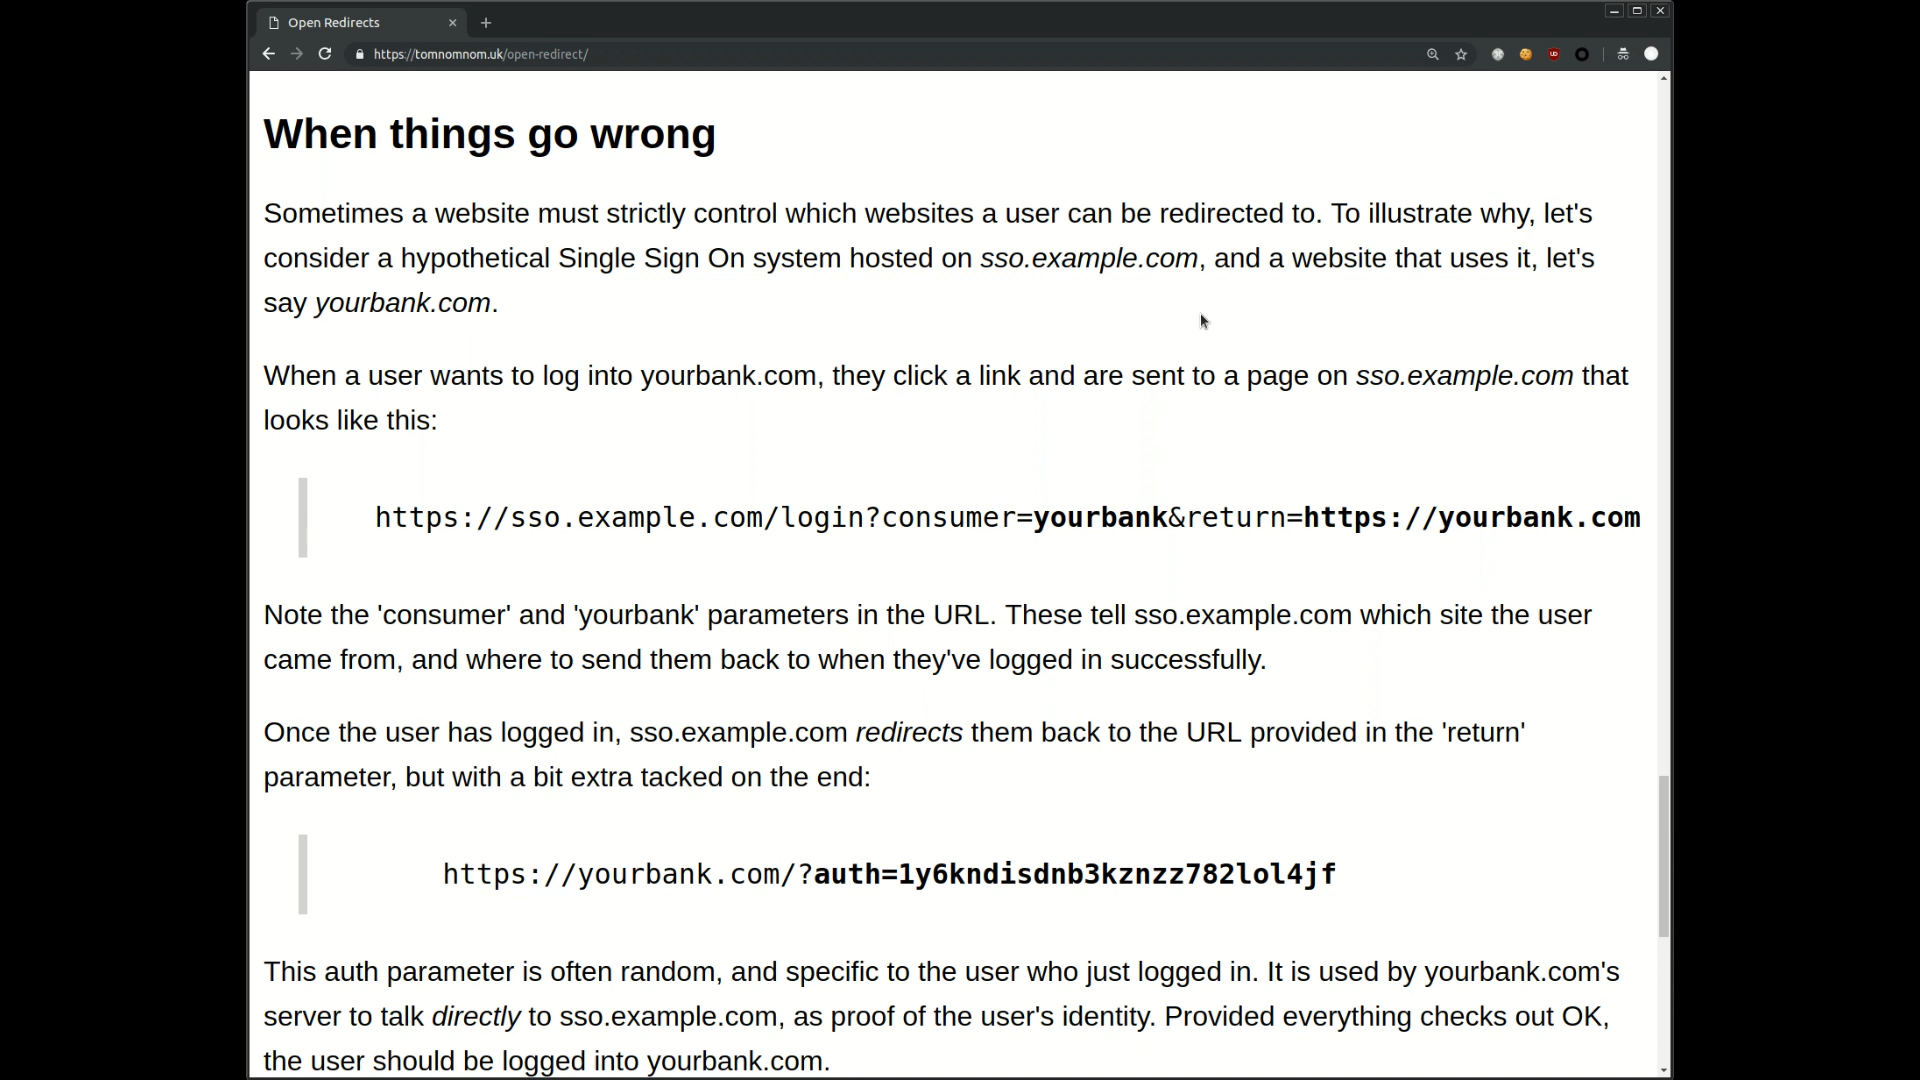 Open Redirects
https://tomnomnom.uk/open-redirect/
When things go wrong
Sometimes a website must strictly control which websites a user can be redirected to. To illustrate why, let's
consider a hypothetical Single Sign On system hosted on sso.example.com, and a website that uses it, let's
say yourbank.com.
When a user wants to log into yourbank.com, they click a link and are sent to a page on sso.example.com that
looks like this:
https://sso.example.com/login?consumer=yourbank&return=https://yourbank.com
Note the 'consumer' and 'yourbank' parameters in the URL. These tell sso.example.com which site the user
came from, and where to send them back to when they've logged in successfully.
Once the user has logged in, sso.example.com redirects them back to the URL provided in the 'return'
parameter, but with a bit extra tacked on the end:
https://yourbank.com/?auth=1y6kndisdnb3kznzz782lol4jf
This auth parameter is often random, and specific to the user who just logged in. It is used by yourbank.com's
server to talk directly to sso.example.com, as proof of the user's identity. Provided everything checks out OK,
the user should be logged into yourbank.com.